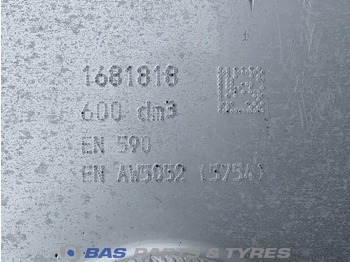 1681818
600 dm³
EN 590
EN AW5052 (5754)
BAS PARTS & TYRES